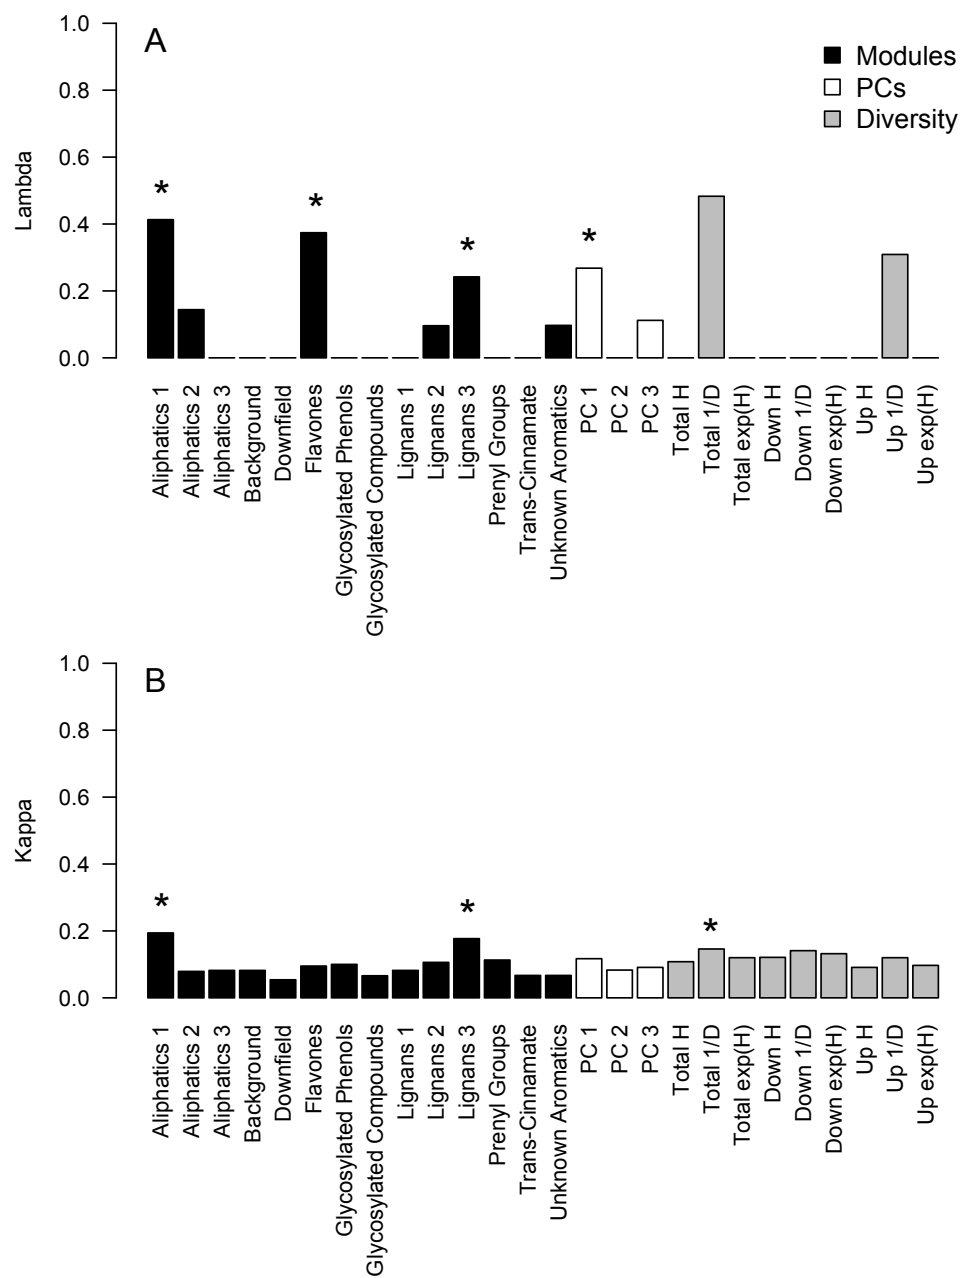 A
Modules
PCs
Diversity
Lambda
1.0
0.8
0.6
0.4
0.2
0.0
*
*
*
*
Aliphatics 1
Aliphatics 2
Aliphatics 3
Background
Downfield
Flavones
Glycosylated Phenols
Glycosylated Compounds
Lignans 1
Lignans 2
Lignans 3
Prenyl Groups
Trans-Cinnamate
Unknown Aromatics
PC 1
PC 2
PC 3
Total H
Total 1/D
Total exp(H)
Down H
Down 1/D
Down exp(H)
Up H
Up 1/D
Up exp(H)
B
Kappa
1.0
0.8
0.6
0.4
0.2
0.0
*
*
*
Aliphatics 1
Aliphatics 2
Aliphatics 3
Background
Downfield
Flavones
Glycosylated Phenols
Glycosylated Compounds
Lignans 1
Lignans 2
Lignans 3
Prenyl Groups
Trans-Cinnamate
Unknown Aromatics
PC 1
PC 2
PC 3
Total H
Total 1/D
Total exp(H)
Down H
Down 1/D
Down exp(H)
Up H
Up 1/D
Up exp(H)